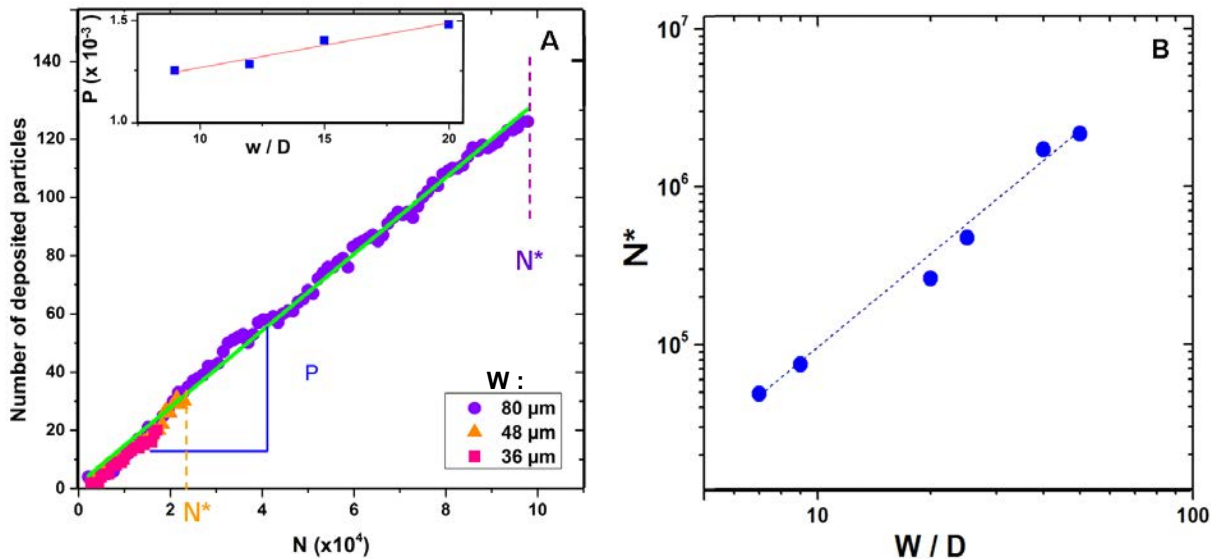 A
P (x 10⁻³)
1.5
1.0
10
15
20
w / D
Number of deposited particles
140
120
100
80
60
40
20
0
N*
P
N*
W :
80 µm
48 µm
36 µm
0
2
4
6
8
10
N (x10⁴)
B
N*
10⁷
10⁶
10⁵
10
100
W / D